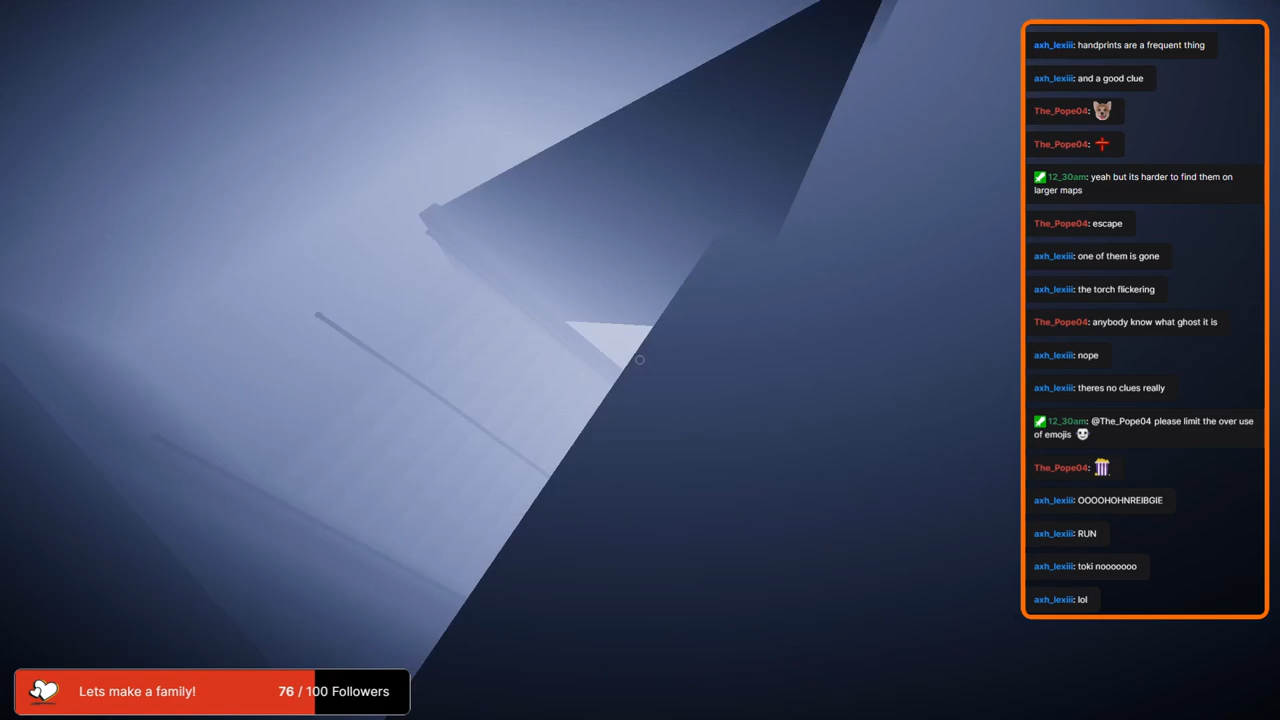 axh_lexiii: handprints are a frequent thing
axh_lexiii: and a good clue
The_Pope04:
The_Pope04:
12_30am: yeah but its harder to find them on
larger maps
The_Pope04: escape
axh_lexiii: one of them is gone
axh_lexiii: the torch flickering
The_Pope04: anybody know what ghost it is
axh_lexiii: nope
axh_lexiii: theres no clues really
12_30am: @The_Pope04 please limit the over use
of emojis
The_Pope04:
axh_lexiii: OOOOHOHNREIBGIE
axh_lexiii: RUN
axh_lexiii: toki nooooooo
axh_lexiii: lol
Lets make a family! 76 / 100 Followers